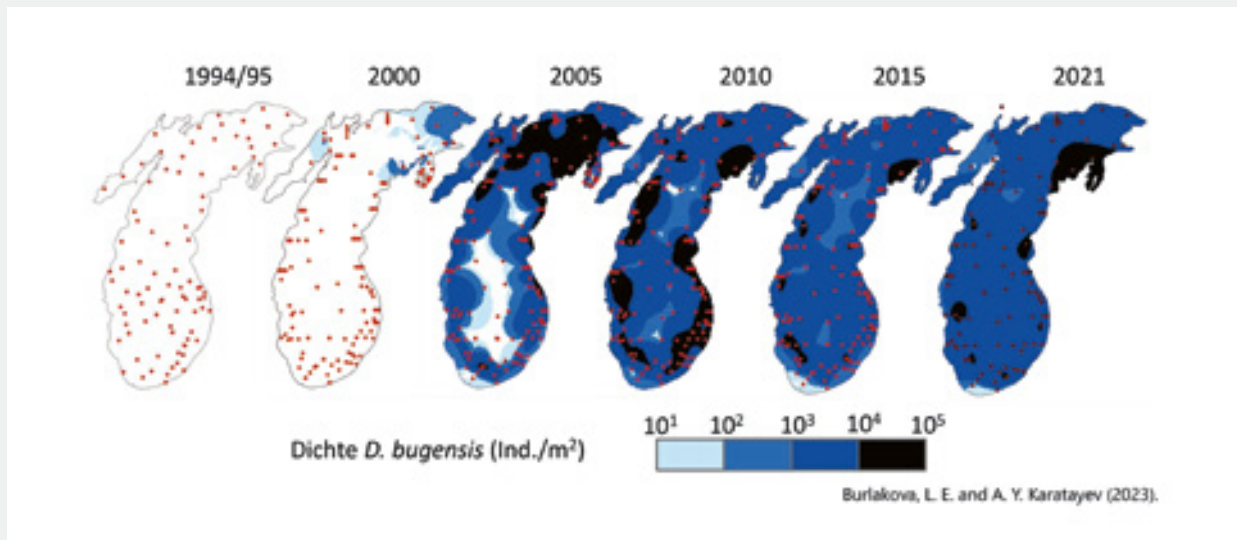 1994/95 2000 2005 2010 2015 2021
10¹ 10² 10³ 10⁴ 10⁵
Dichte D. bugensis (Ind./m²)
Burlakova, L. E. and A. Y. Karatayev (2023).